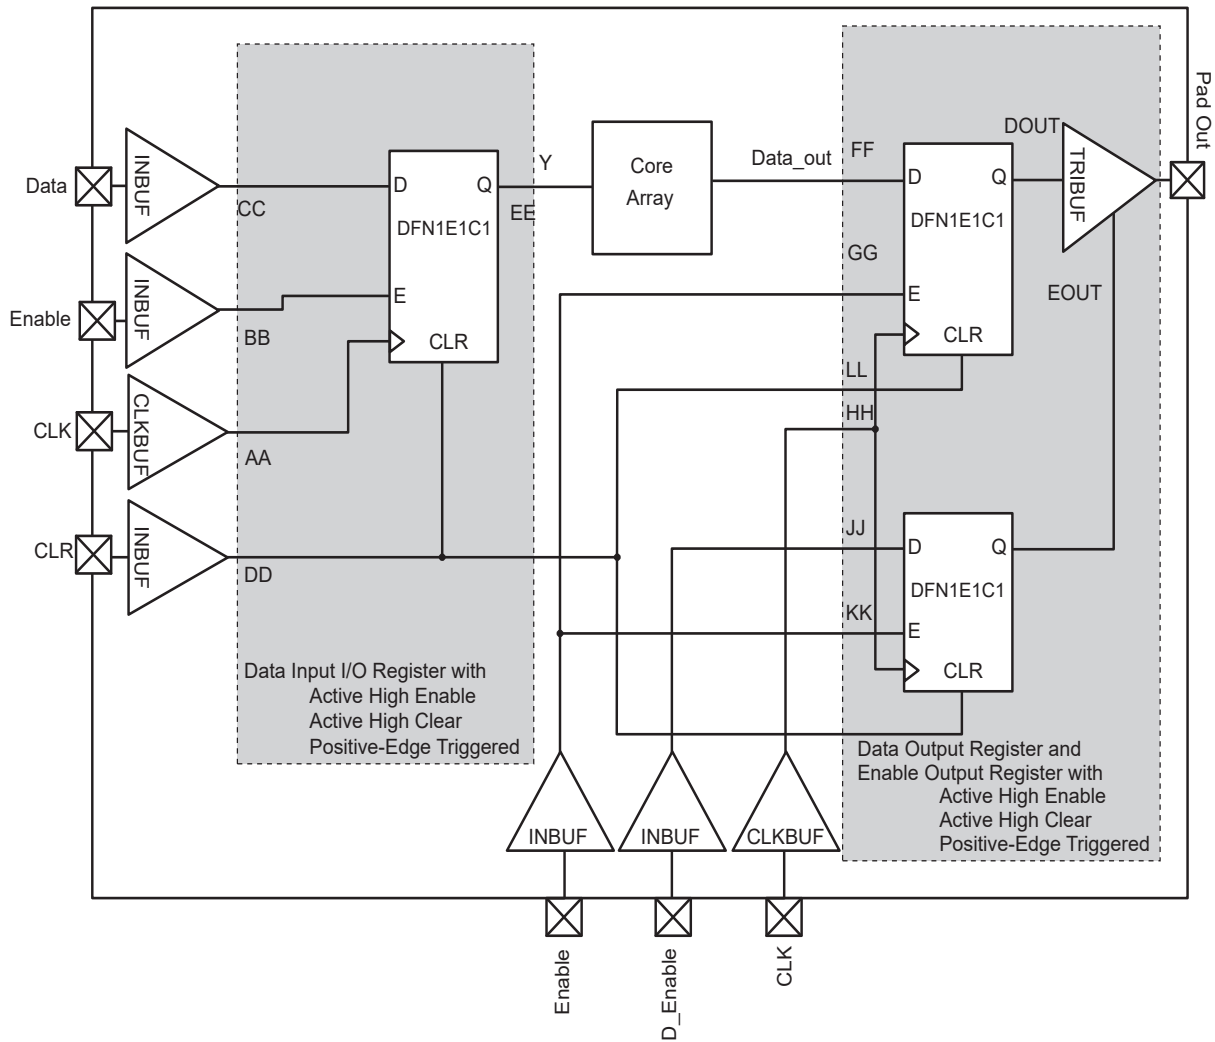 Data
INBUF
CC
Enable
INBUF
BB
CLK
CLKBUF
AA
CLR
INBUF
DD
D
Q
DFN1E1C1
E
CLR
Y
EE
Core
Array
Data_out
FF
GG
LL
HH
JJ
KK
D
Q
DFN1E1C1
E
CLR
DOUT
TRIBUF
EOUT
Pad Out
D
Q
DFN1E1C1
E
CLR
Data Input I/O Register with
Active High Enable
Active High Clear
Positive-Edge Triggered
Data Output Register and
Enable Output Register with
Active High Enable
Active High Clear
Positive-Edge Triggered
INBUF
INBUF
CLKBUF
Enable
D_Enable
CLK